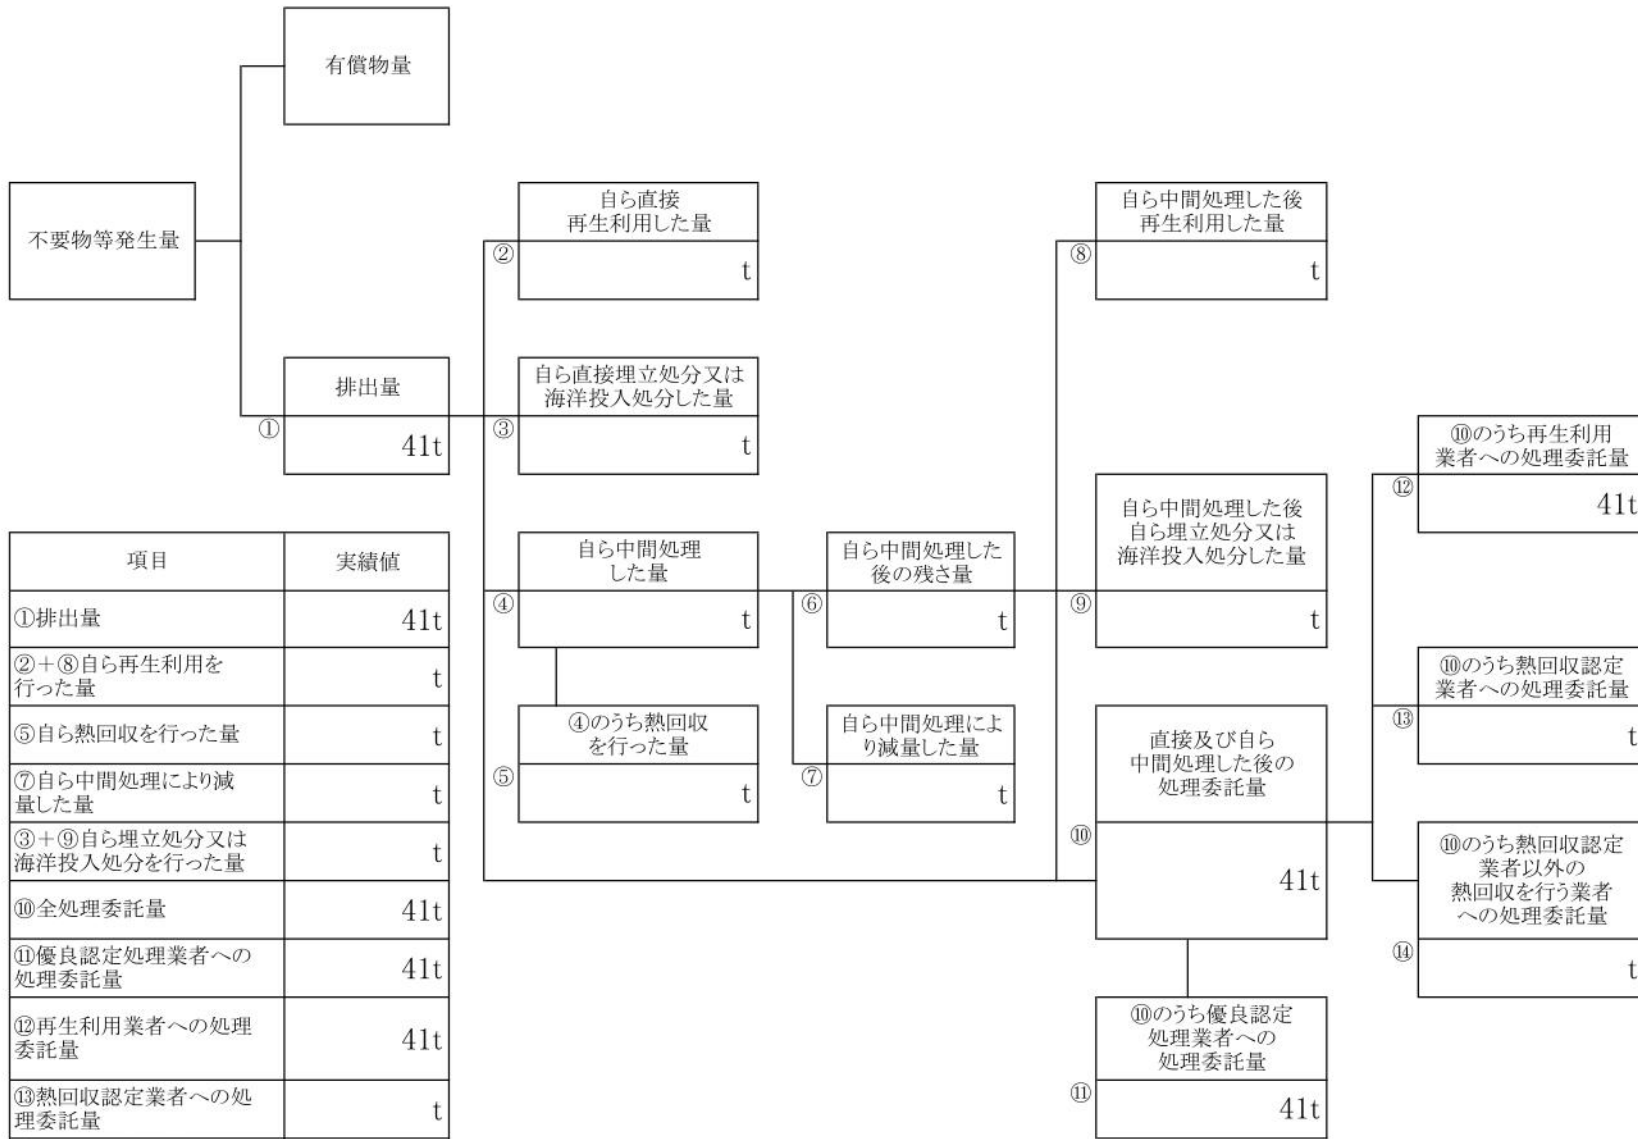 有償物量
不要物等発生量
自ら直接
再生利用した量
②
t
自ら中間処理した後
再生利用した量
⑧
t
排出量
①
41t
自ら直接埋立処分又は
海洋投入処分した量
③
t
⑩のうち再生利用
業者への処理委託量
⑫
41t
自ら中間処理した後
自ら埋立処分又は
海洋投入処分した量
⑨
t
自ら中間処理
した量
④
t
自ら中間処理した
後の残さ量
⑥
t
④のうち熱回収
を行った量
⑤
t
自ら中間処理によ
り減量した量
⑦
t
直接及び自ら
中間処理した後の
処理委託量
⑩
41t
⑩のうち熱回収認定
業者への処理委託量
⑬
t
⑩のうち熱回収認定
業者以外の
熱回収を行う業者
への処理委託量
⑭
t
⑩のうち優良認定
処理業者への
処理委託量
⑪
41t
項目 実績値
①排出量 41t
②+⑧自ら再生利用を
行った量 t
⑤自ら熱回収を行った量 t
⑦自ら中間処理により減
量した量 t
③+⑨自ら埋立処分又は
海洋投入処分を行った量 t
⑩全処理委託量 41t
⑪優良認定処理業者への
処理委託量 41t
⑫再生利用業者への処理
委託量 41t
⑬熱回収認定業者への処
理委託量 t